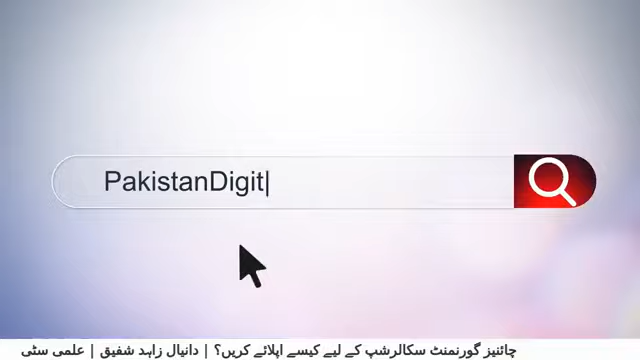 PakistanDigit
چائنیز گورنمنٹ سکالرشپ کے لیے کیسے اپلائے کریں؟ | دانیال زاہد شفیق | علمی سٹی